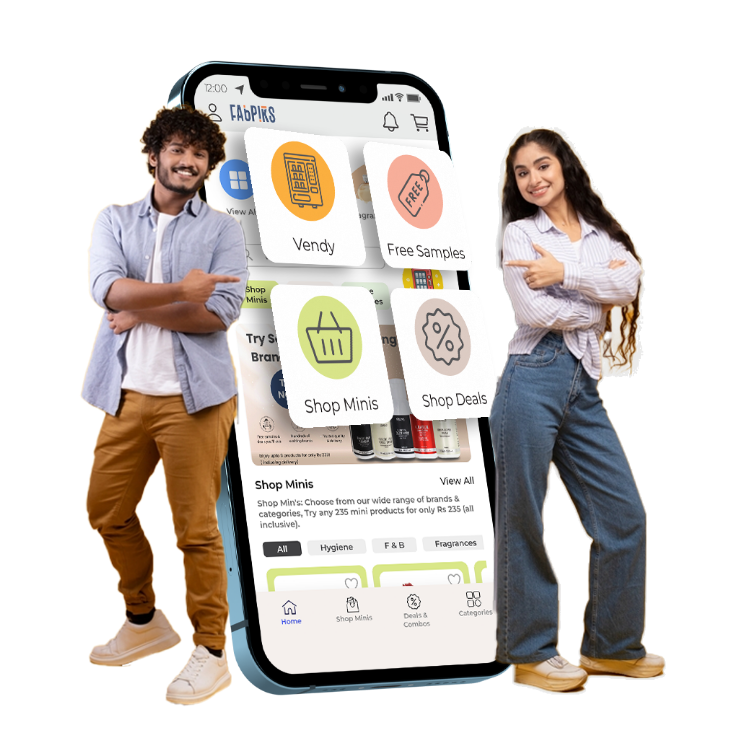 12:00
FAbPIKS
View All
Vendy
Free Samples
Shop
Minis
Try
Bran
Shop Minis
Shop Deals
Shop Minis
View All
Shop Min's: Choose from our wide range of brands &
categories, Try any 235 mini products for only Rs 235 (all
inclusive).
All
Hygiene
F & B
Fragrances
Home
Shop Minis
Deals &
Combos
Categories